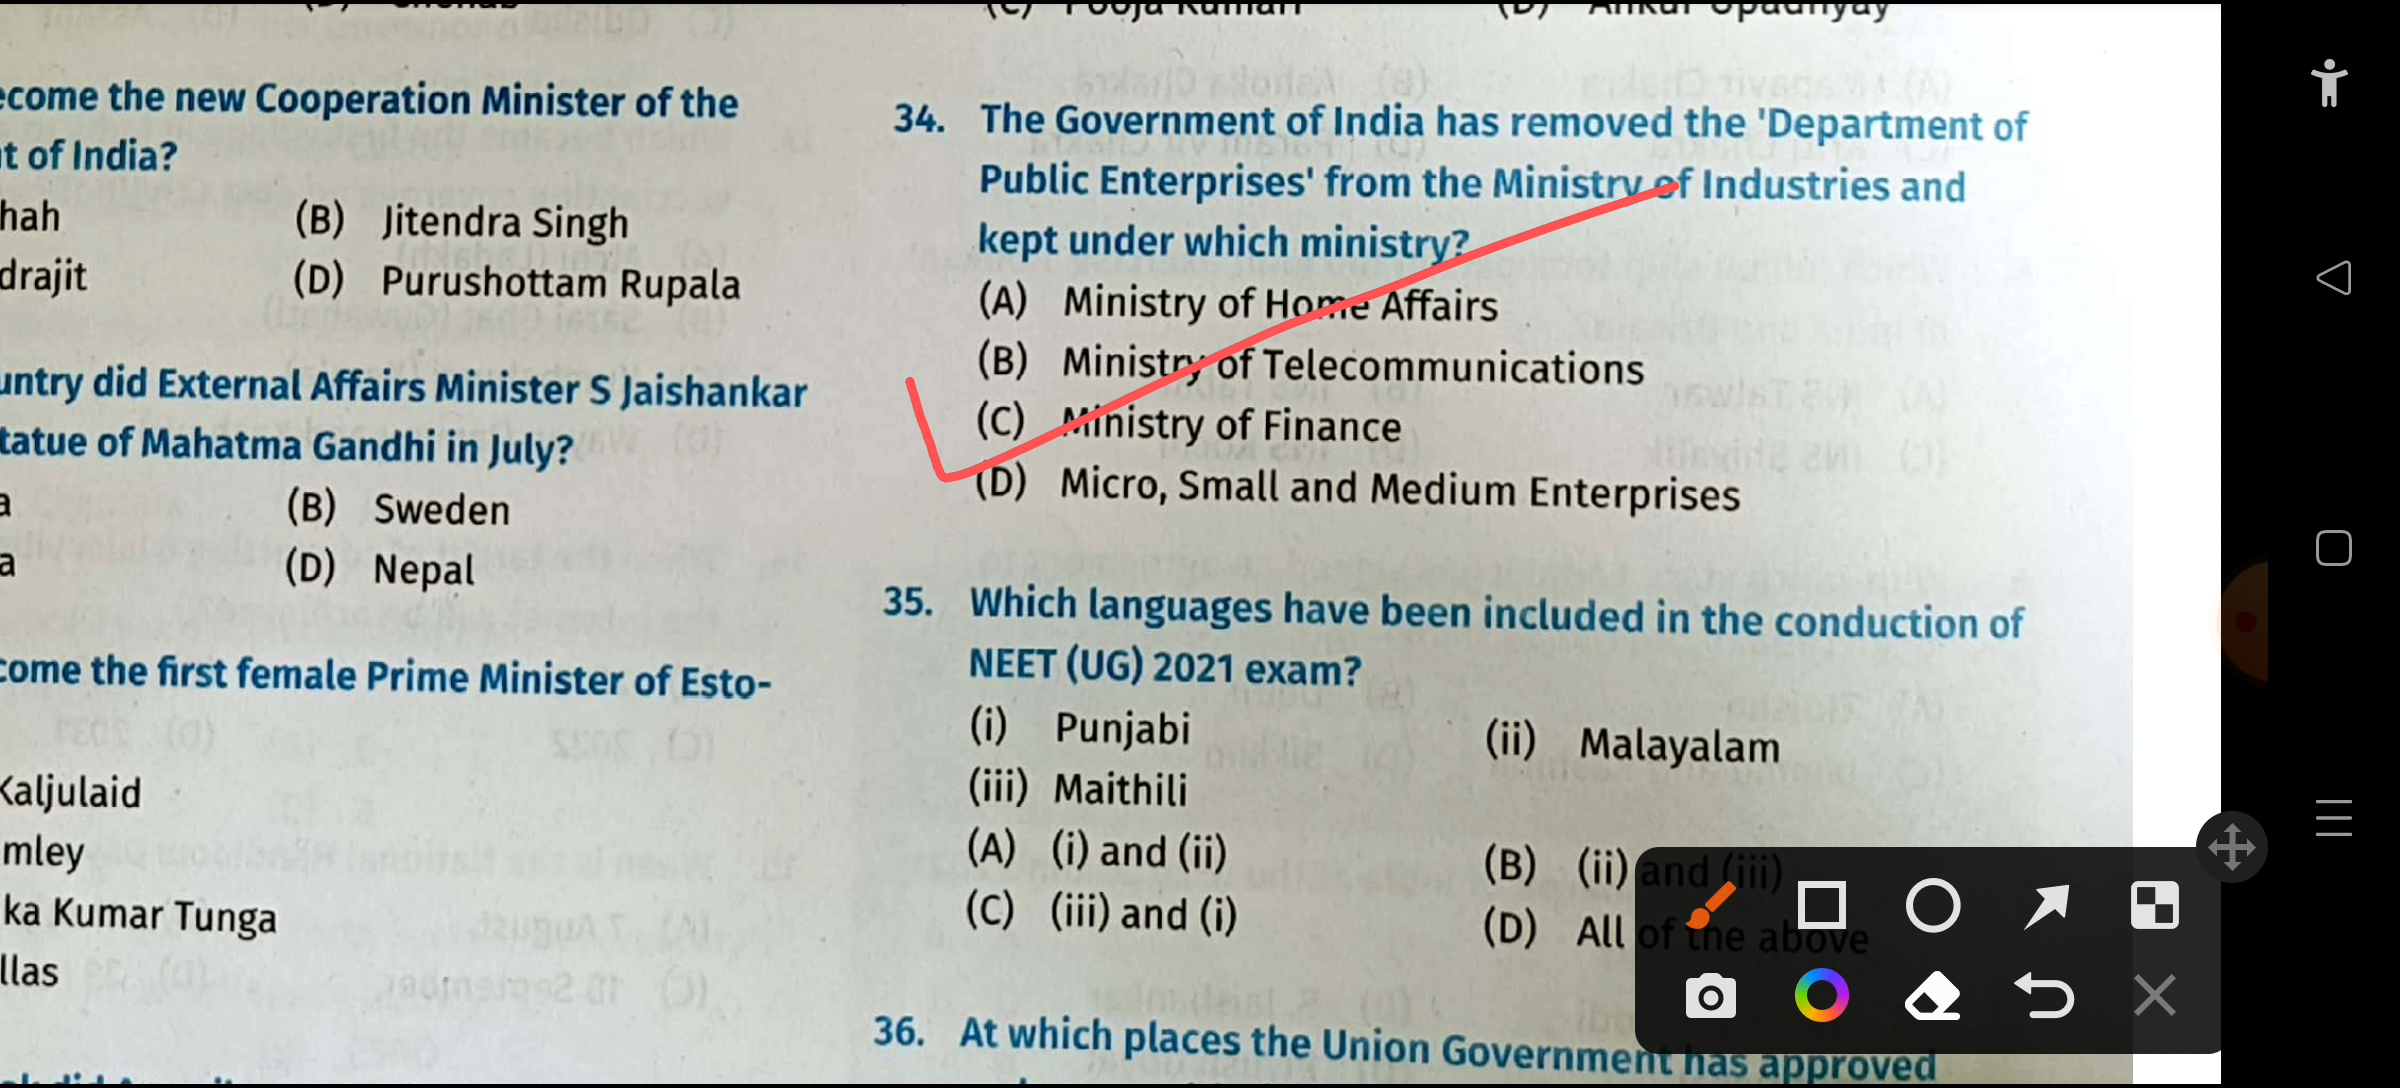 ecome the new Cooperation Minister of the
t of India?
hah (B) Jitendra Singh
drajit (D) Purushottam Rupala
untry did External Affairs Minister S Jaishankar
tatue of Mahatma Gandhi in July?
a (B) Sweden
a (D) Nepal
come the first female Prime Minister of Esto-
Kaljulaid
mley
ka Kumar Tunga
llas
(C) Pooja Kumari (D) Ankur Upadhyay
34. The Government of India has removed the 'Department of
Public Enterprises' from the Ministry of Industries and
kept under which ministry?
(A) Ministry of Home Affairs
(B) Ministry of Telecommunications
(C) Ministry of Finance
(D) Micro, Small and Medium Enterprises
35. Which languages have been included in the conduction of
NEET (UG) 2021 exam?
(i) Punjabi (ii) Malayalam
(iii) Maithili
(A) (i) and (ii) (B) (ii) and (iii)
(C) (iii) and (i) (D) All of the above
36. At which places the Union Government has approved